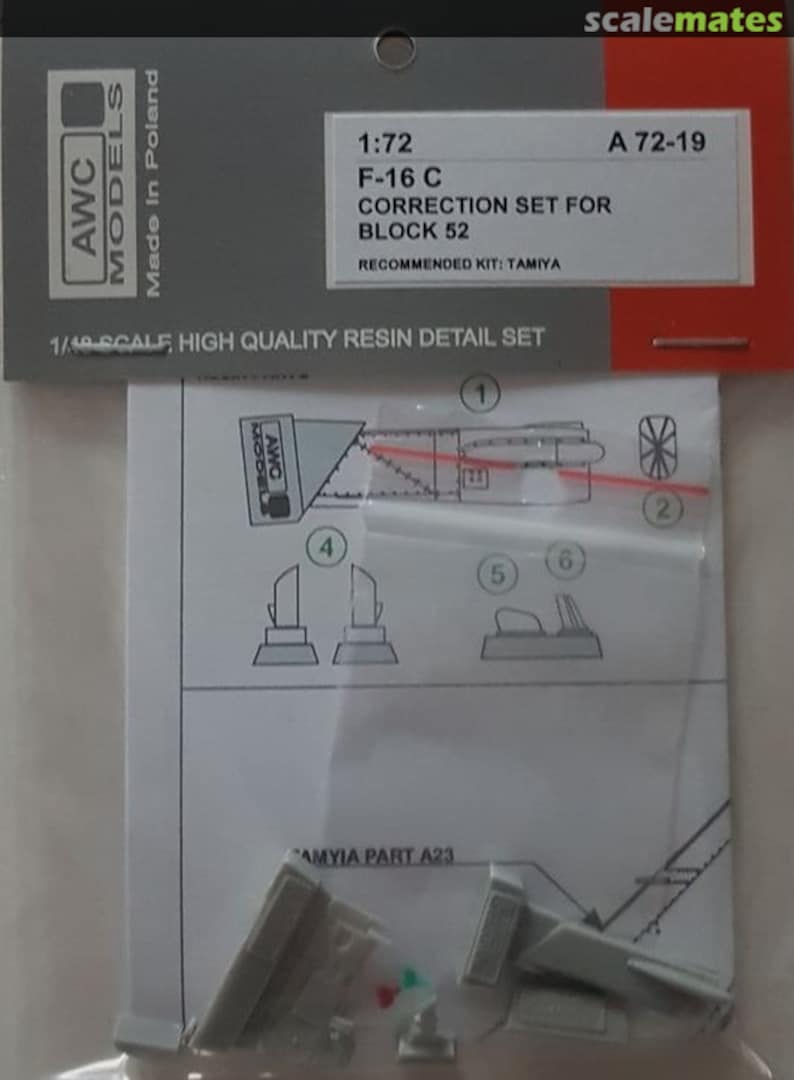 scalemates
AWC
MODELS
Made In Poland
1:72 A 72-19
F-16 C
CORRECTION SET FOR
BLOCK 52
RECOMMENDED KIT: TAMIYA
1/48 SCALE HIGH QUALITY RESIN DETAIL SET
1
AWC
MODELS
2
4
5
6
AMYIA PART A23